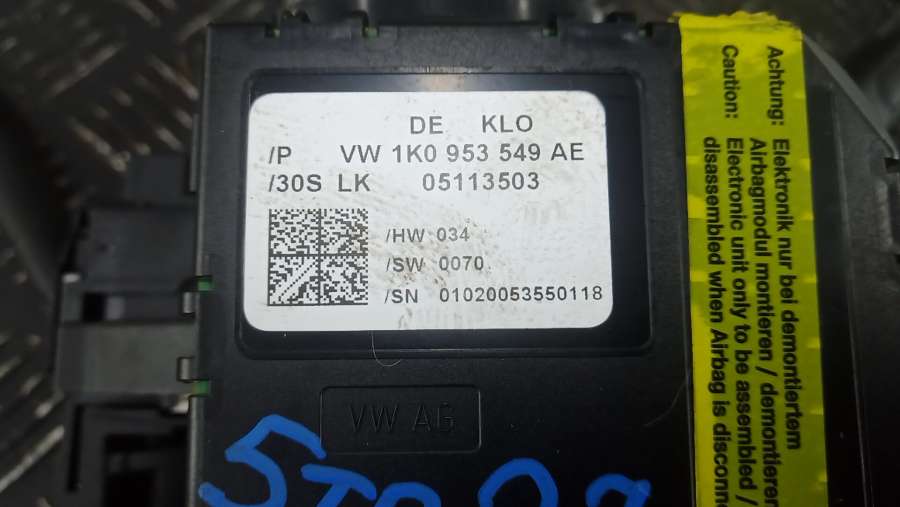 DE KLO
/P VW 1K0 953 549 AE
/30S LK 05113503
/HW 034
/SW 0070
/SN 01020053550118
VW AG
Achtung: Elektronik nur bei demontiertem
Airbagmodul montieren / demontieren
Caution: Electronic unit only to be assembled /
disassembled when Airbag is